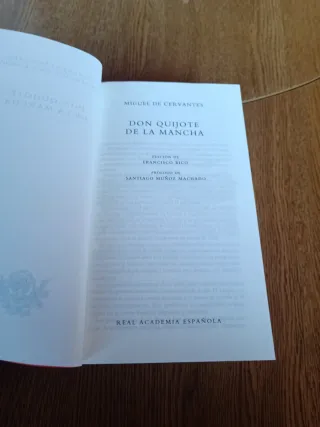 MIGUEL DE CERVANTES
DON QUIJOTE
DE LA MANCHA
EDICIÓN DE
FRANCISCO RICO
PRÓLOGO DE
SANTIAGO MUÑOZ MACHADO
REAL ACADEMIA ESPAÑOLA